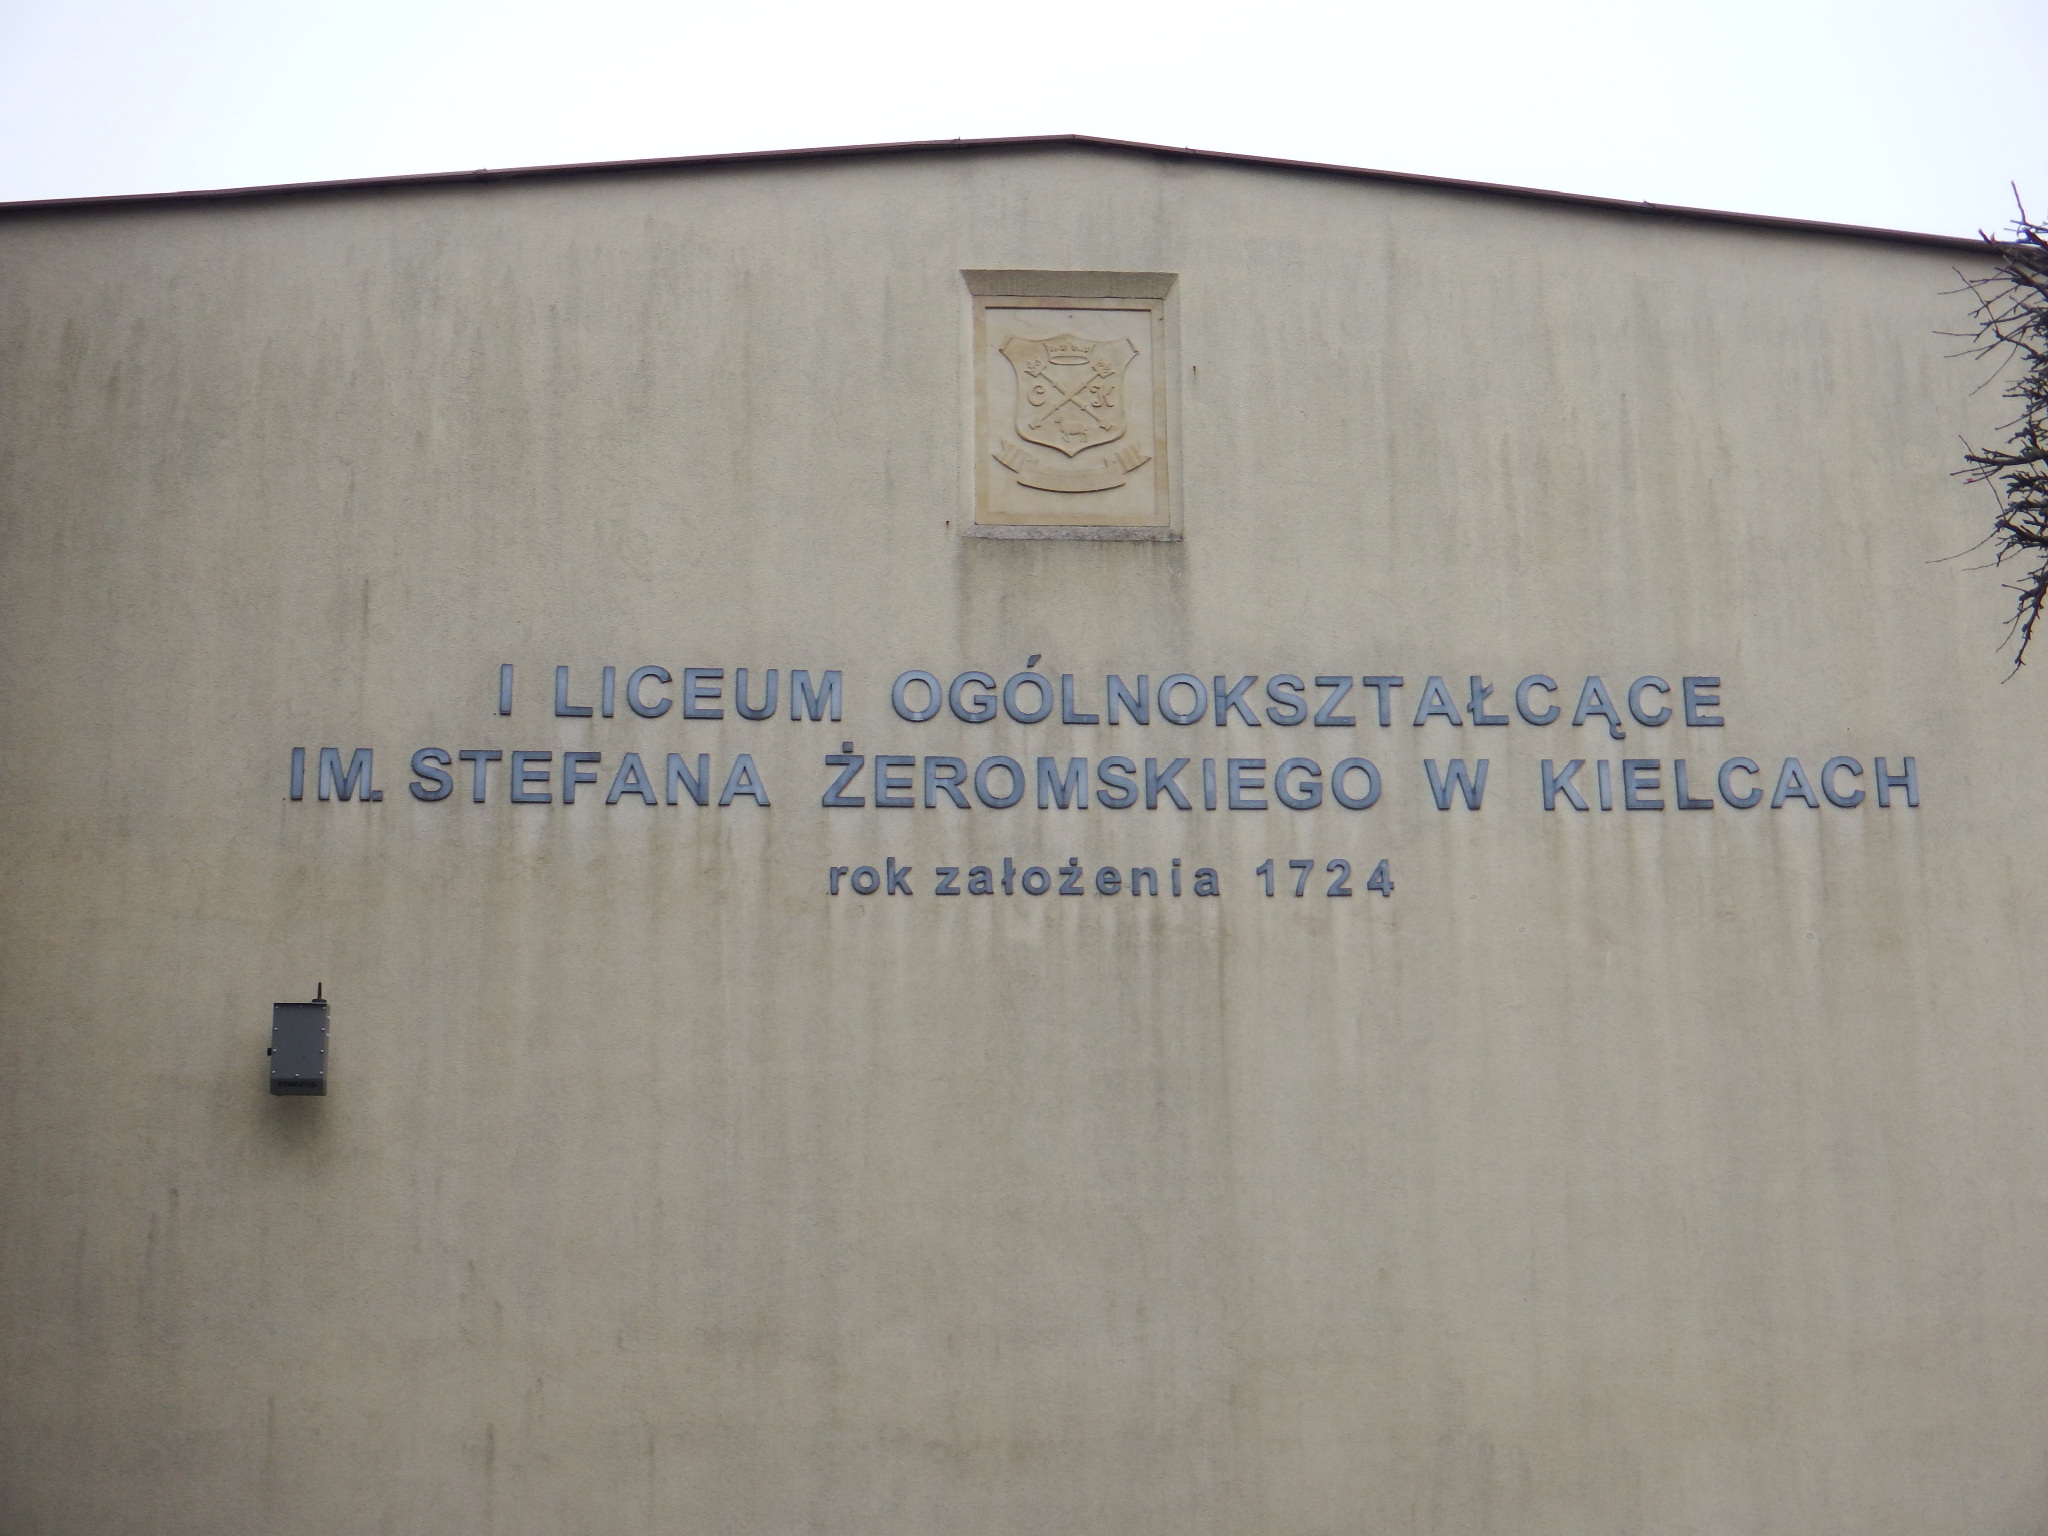 C K
I LICEUM OGÓLNOKSZTAŁCĄCE
IM. STEFANA ŻEROMSKIEGO W KIELCACH
rok założenia 1724